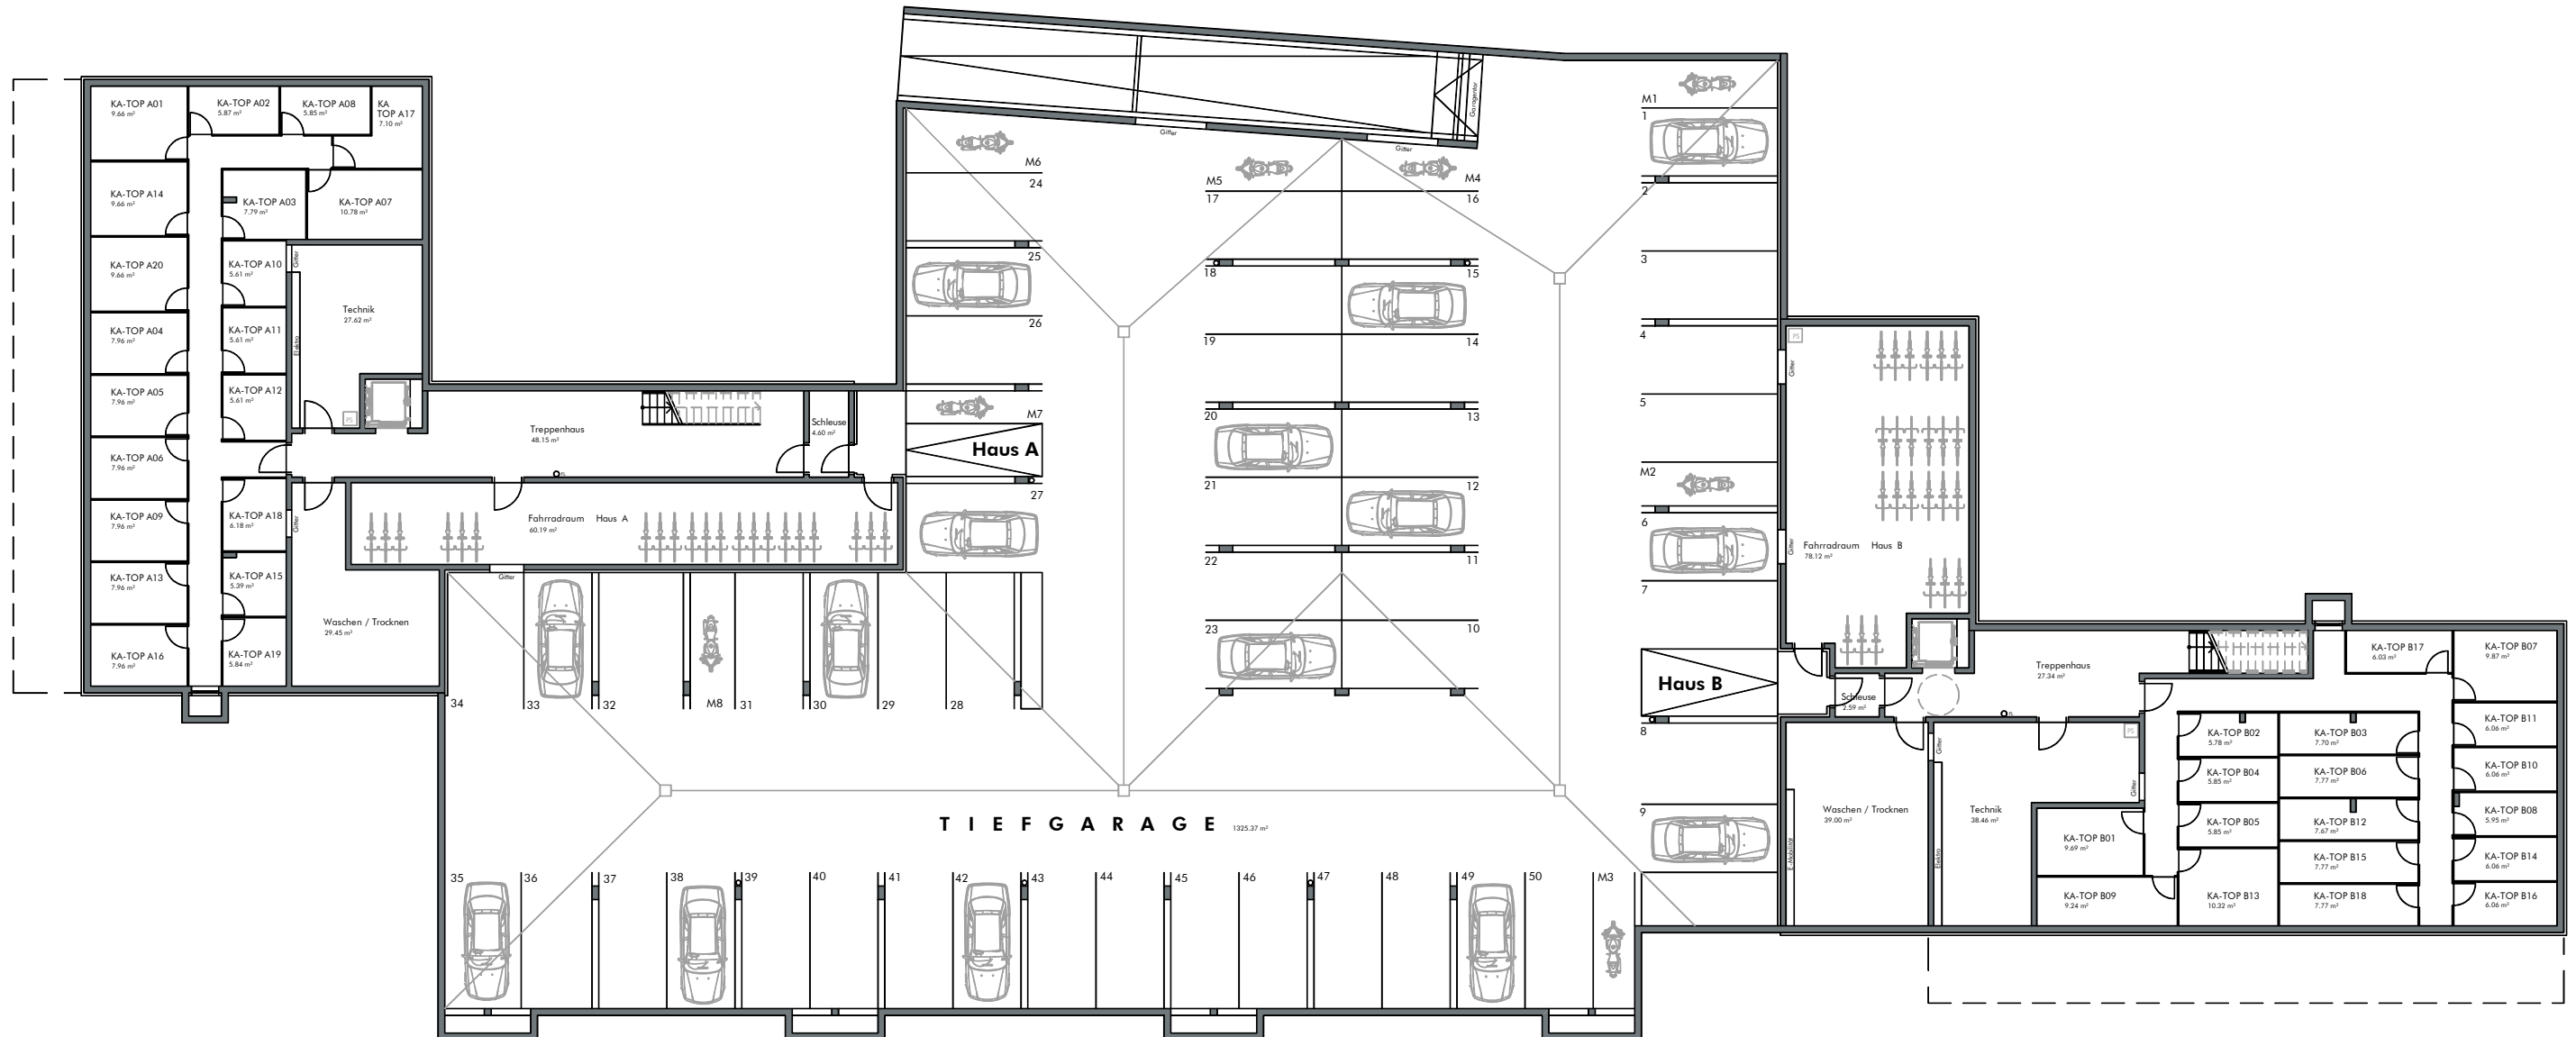 KA-TOP A01
9.66 m²
KA-TOP A02
5.87 m²
KA-TOP A08
5.85 m²
KA
TOP A17
7.10 m²
KA-TOP A14
9.66 m²
KA-TOP A03
7.79 m²
KA-TOP A07
10.78 m²
KA-TOP A20
9.66 m²
KA-TOP A10
5.61 m²
Gitter
KA-TOP A04
7.96 m²
KA-TOP A11
5.61 m²
Elektro
Technik
27.62 m²
KA-TOP A05
7.96 m²
KA-TOP A12
5.61 m²
PS
KA-TOP A06
7.96 m²
KA-TOP A09
7.96 m²
KA-TOP A18
6.18 m²
Gitter
KA-TOP A13
7.96 m²
KA-TOP A15
5.39 m²
KA-TOP A16
7.96 m²
KA-TOP A19
5.84 m²
Waschen / Trocknen
29.45 m²
Treppenhaus
48.15 m²
Schleuse
4.60 m²
Fahrradraum Haus A
60.19 m²
Gitter
Garagentor
Gitter
Gitter
M6
24
25
26
M7
Haus A
27
M5
17
18
19
20
21
22
23
M4
16
15
14
13
12
11
10
M1
1
2
3
4
5
M2
6
7
Haus B
8
9
34
33
32
M8
31
30
29
28
TIEFGARAGE
1325.37 m²
35
36
37
38
39
40
41
42
43
44
45
46
47
48
49
50
M3
PS
Gitter
Gitter
Fahrradraum Haus B
78.12 m²
Schleuse
2.59 m²
Treppenhaus
27.34 m²
Waschen / Trocknen
39.00 m²
E-Mobilität
Gitter
Elektro
Technik
38.46 m²
PS
Gitter
KA-TOP B01
9.69 m²
KA-TOP B09
9.24 m²
KA-TOP B17
6.03 m²
KA-TOP B07
9.87 m²
KA-TOP B02
5.78 m²
KA-TOP B03
7.70 m²
KA-TOP B11
6.06 m²
KA-TOP B04
5.85 m²
KA-TOP B06
7.77 m²
KA-TOP B10
6.06 m²
KA-TOP B05
5.85 m²
KA-TOP B12
7.67 m²
KA-TOP B08
5.95 m²
KA-TOP B15
7.77 m²
KA-TOP B14
6.06 m²
KA-TOP B13
10.32 m²
KA-TOP B18
7.77 m²
KA-TOP B16
6.06 m²